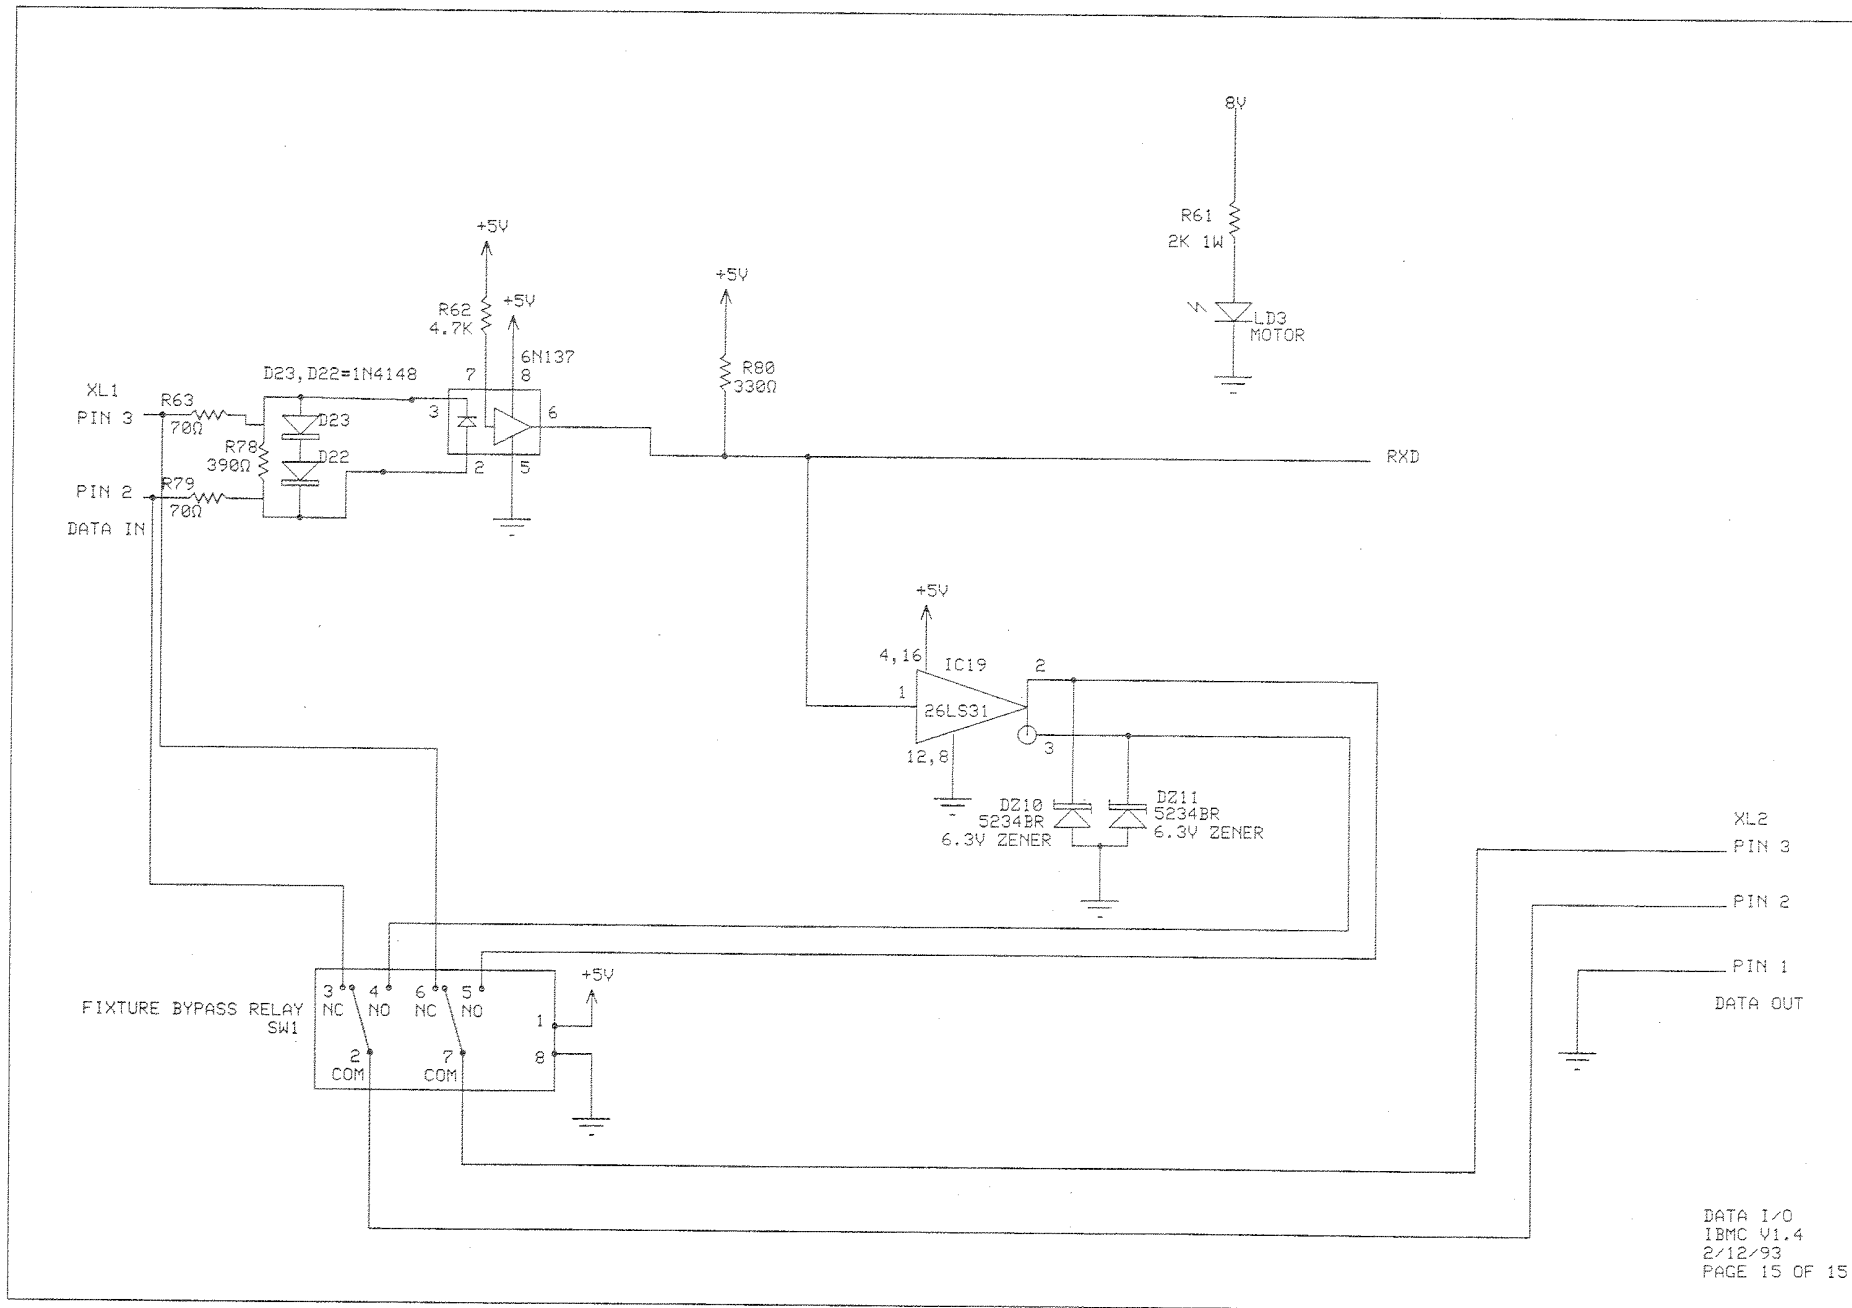 8V
R61
2K 1W
LD3
MOTOR
+5V
R62
4.7K
+5V
6N137
7
8
3
6
2
5
D23,D22=1N4148
XL1
PIN 3
R63
70Ω
D23
R78
390Ω
D22
PIN 2
R79
70Ω
DATA IN
+5V
R80
330Ω
RXD
+5V
4,16
IC19
2
1
26LS31
3
12,8
DZ10
5234BR
6.3V ZENER
DZ11
5234BR
6.3V ZENER
XL2
PIN 3
PIN 2
PIN 1
DATA OUT
FIXTURE BYPASS RELAY
SW1
3
4
6
5
NC
NO
NC
NO
2
COM
7
COM
1
8
+5V
DATA I/O
IBMC V1.4
2/12/93
PAGE 15 OF 15